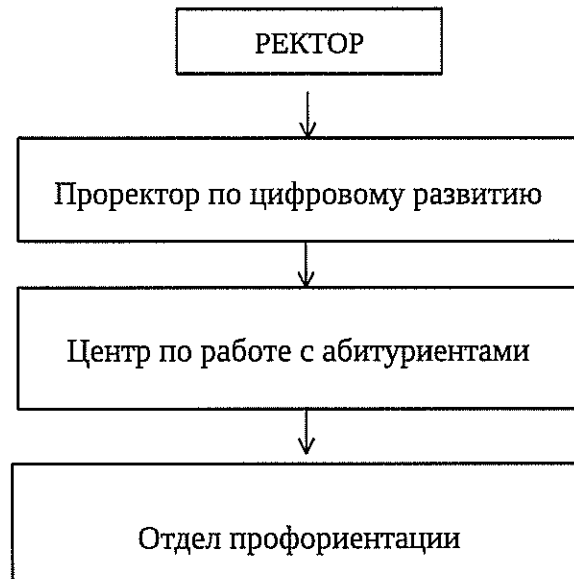 РЕКТОР
Проректор по цифровому развитию
Центр по работе с абитуриентами
Отдел профориентации